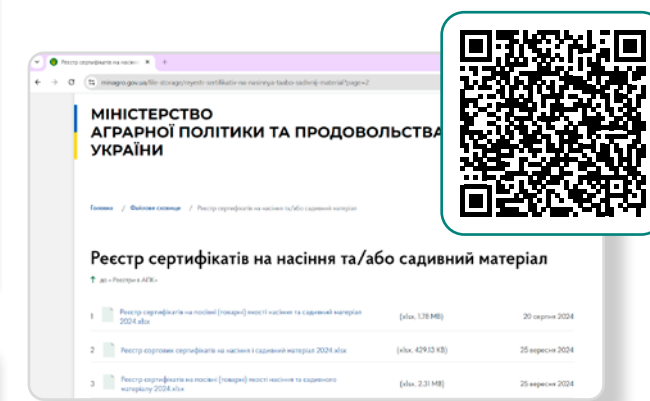 Реєстр сертифікатів на насінн
minagro.gov.ua/file-storage/reyestr-sertifikativ-na-nasinnya-taabo-sadivnij-material?page=2
МІНІСТЕРСТВО
АГРАРНОЇ ПОЛІТИКИ ТА ПРОДОВОЛЬСТВА
УКРАЇНИ
Головна / Файлове сховище / Реєстр сертифікатів на насіння та/або садивний матеріал
Реєстр сертифікатів на насіння та/або садивний матеріал
до «Реєстри в АПК»
1 Реєстр сертифікатів на посівні (товарні) якості насіння та садивний матеріал 2024.xlsx (xlsx, 1.78 MB) 20 серпня 2024
2 Реєстр сортових сертифікатів на насіння і садивний матеріал 2024.xlsx (xlsx, 429.13 KB) 25 вересня 2024
3 Реєстр сертифікатів на посівні (товарні) якості насіння та садивного матеріалу 2024.xlsx (xlsx, 2.31 MB) 25 вересня 2024